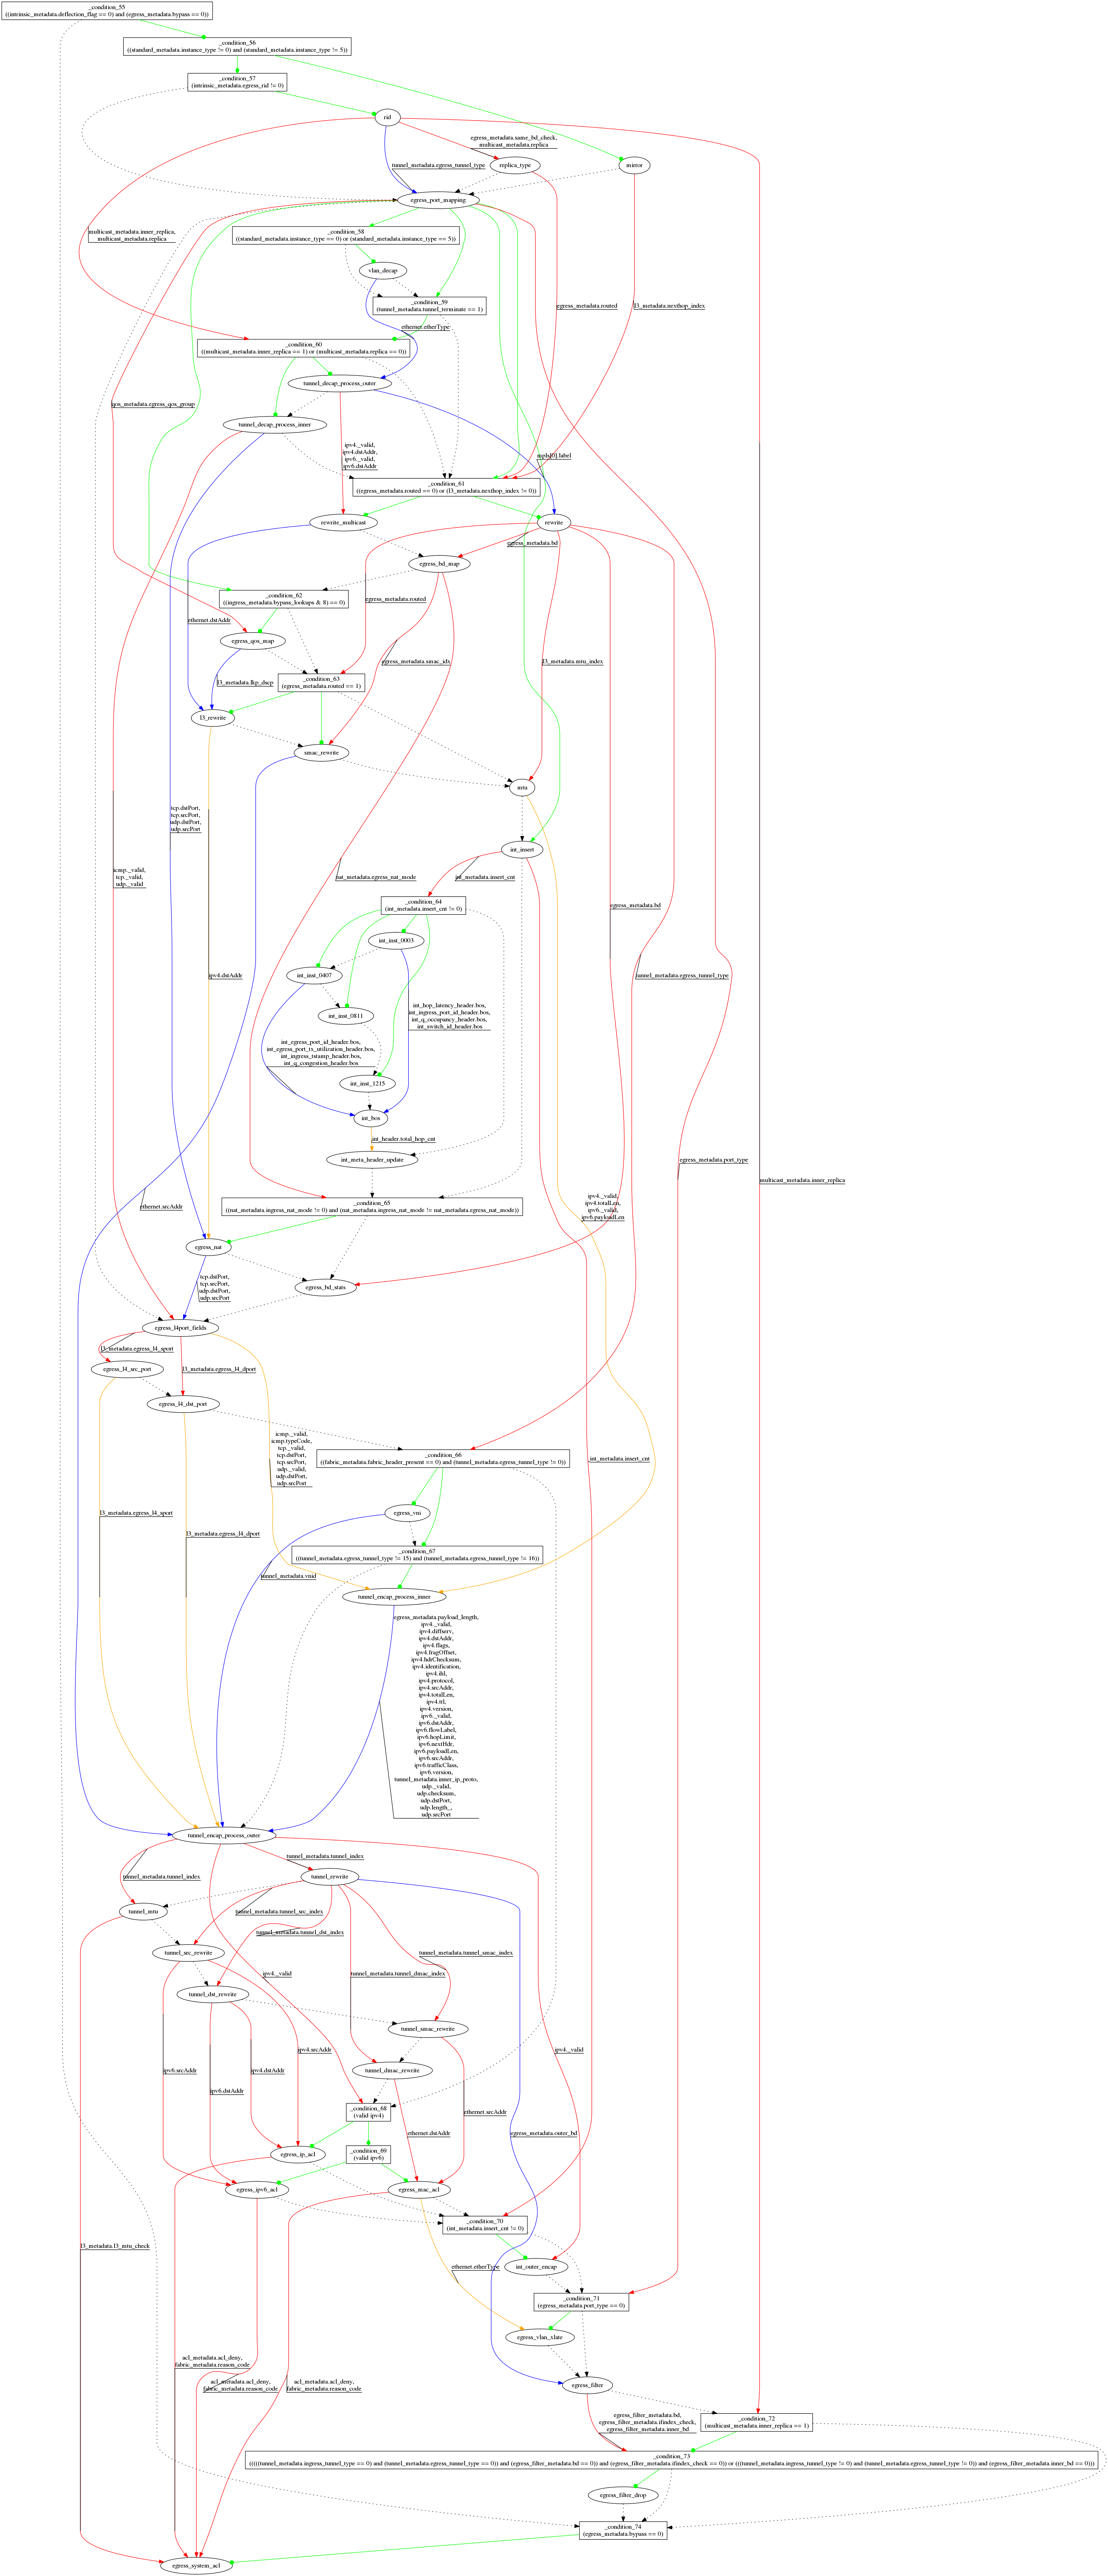 _condition_55
((intrinsic_metadata.deflection_flag == 0) and (egress_metadata.bypass == 0))
_condition_56
((standard_metadata.instance_type != 0) and (standard_metadata.instance_type != 5))
_condition_57
(intrinsic_metadata.egress_rid != 0)
rid
egress_metadata.same_bd_check,
multicast_metadata.replica
replica_type
mirror
tunnel_metadata.egress_tunnel_type
egress_port_mapping
multicast_metadata.inner_replica,
multicast_metadata.replica
_condition_58
((standard_metadata.instance_type == 0) or (standard_metadata.instance_type == 5))
vlan_decap
_condition_59
(tunnel_metadata.tunnel_terminate == 1)
egress_metadata.routed
l3_metadata.nexthop_index
ethernet.etherType
_condition_60
((multicast_metadata.inner_replica == 1) or (multicast_metadata.replica == 0))
tunnel_decap_process_outer
qos_metadata.egress_qos_group
tunnel_decap_process_inner
ipv4._valid,
ipv4.dstAddr,
ipv6._valid,
ipv6.dstAddr
mpls[0].label
_condition_61
((egress_metadata.routed == 0) or (l3_metadata.nexthop_index != 0))
rewrite_multicast
rewrite
egress_metadata.bd
egress_bd_map
_condition_62
((ingress_metadata.bypass_lookups & 8) == 0)
egress_metadata.routed
ethernet.dstAddr
egress_qos_map
egress_metadata.smac_idx
l3_metadata.mtu_index
_condition_63
(egress_metadata.routed == 1)
l3_metadata.lkp_dscp
l3_rewrite
smac_rewrite
mtu
tcp.dstPort,
tcp.srcPort,
udp.dstPort,
udp.srcPort
int_insert
icmp._valid,
tcp._valid,
udp._valid
nat_metadata.egress_nat_mode
int_metadata.insert_cnt
_condition_64
(int_metadata.insert_cnt != 0)
egress_metadata.bd
int_inst_0003
ipv4.dstAddr
int_inst_0407
tunnel_metadata.egress_tunnel_type
int_hop_latency_header.bos,
int_ingress_port_id_header.bos,
int_q_occupancy_header.bos,
int_switch_id_header.bos
int_inst_0811
int_egress_port_id_header.bos,
int_egress_port_tx_utilization_header.bos,
int_ingress_tstamp_header.bos,
int_q_congestion_header.bos
int_inst_1215
int_bos
int_header.total_hop_cnt
int_meta_header_update
egress_metadata.port_type
multicast_metadata.inner_replica
_condition_65
((nat_metadata.ingress_nat_mode != 0) and (nat_metadata.ingress_nat_mode != nat_metadata.egress_nat_mode))
ethernet.srcAddr
ipv4._valid,
ipv4.totalLen,
ipv6._valid,
ipv6.payloadLen
egress_nat
tcp.dstPort,
tcp.srcPort,
udp.dstPort,
udp.srcPort
egress_bd_stats
egress_l4port_fields
l3_metadata.egress_l4_sport
egress_l4_src_port
l3_metadata.egress_l4_dport
egress_l4_dst_port
icmp._valid,
icmp.typeCode,
tcp._valid,
tcp.dstPort,
tcp.srcPort,
udp._valid,
udp.dstPort,
udp.srcPort
_condition_66
((fabric_metadata.fabric_header_present == 0) and (tunnel_metadata.egress_tunnel_type != 0))
int_metadata.insert_cnt
l3_metadata.egress_l4_sport
egress_vni
l3_metadata.egress_l4_dport
_condition_67
((tunnel_metadata.egress_tunnel_type != 15) and (tunnel_metadata.egress_tunnel_type != 16))
tunnel_metadata.vnid
tunnel_encap_process_inner
egress_metadata.payload_length,
ipv4._valid,
ipv4.diffserv,
ipv4.dstAddr,
ipv4.flags,
ipv4.fragOffset,
ipv4.hdrChecksum,
ipv4.identification,
ipv4.ihl,
ipv4.protocol,
ipv4.srcAddr,
ipv4.totalLen,
ipv4.ttl,
ipv4.version,
ipv6._valid,
ipv6.dstAddr,
ipv6.flowLabel,
ipv6.hopLimit,
ipv6.nextHdr,
ipv6.payloadLen,
ipv6.srcAddr,
ipv6.trafficClass,
ipv6.version,
tunnel_metadata.inner_ip_proto,
udp._valid,
udp.checksum,
udp.dstPort,
udp.length_,
udp.srcPort
tunnel_encap_process_outer
tunnel_metadata.tunnel_index
tunnel_metadata.tunnel_index
tunnel_rewrite
tunnel_mtu
tunnel_metadata.tunnel_src_index
tunnel_metadata.tunnel_dst_index
tunnel_src_rewrite
tunnel_metadata.tunnel_smac_index
ipv4._valid
tunnel_metadata.tunnel_dmac_index
tunnel_dst_rewrite
tunnel_smac_rewrite
ipv4.srcAddr
ipv4._valid
ipv6.srcAddr
ipv4.dstAddr
tunnel_dmac_rewrite
ipv6.dstAddr
_condition_68
(valid ipv4)
ethernet.srcAddr
ethernet.dstAddr
egress_metadata.outer_bd
egress_ip_acl
_condition_69
(valid ipv6)
egress_ipv6_acl
egress_mac_acl
_condition_70
(int_metadata.insert_cnt != 0)
l3_metadata.l3_mtu_check
ethernet.etherType
int_outer_encap
_condition_71
(egress_metadata.port_type == 0)
egress_vlan_xlate
acl_metadata.acl_deny,
fabric_metadata.reason_code
acl_metadata.acl_deny,
fabric_metadata.reason_code
acl_metadata.acl_deny,
fabric_metadata.reason_code
egress_filter
egress_filter_metadata.bd,
egress_filter_metadata.ifindex_check,
egress_filter_metadata.inner_bd
_condition_72
(multicast_metadata.inner_replica == 1)
_condition_73
(((((tunnel_metadata.ingress_tunnel_type == 0) and (tunnel_metadata.egress_tunnel_type == 0)) and (egress_filter_metadata.bd == 0)) and (egress_filter_metadata.ifindex_check == 0)) or (((tunnel_metadata.ingress_tunnel_type != 0) and (tunnel_metadata.egress_tunnel_type != 0)) and (egress_filter_metadata.inner_bd == 0)))
egress_filter_drop
_condition_74
(egress_metadata.bypass == 0)
egress_system_acl